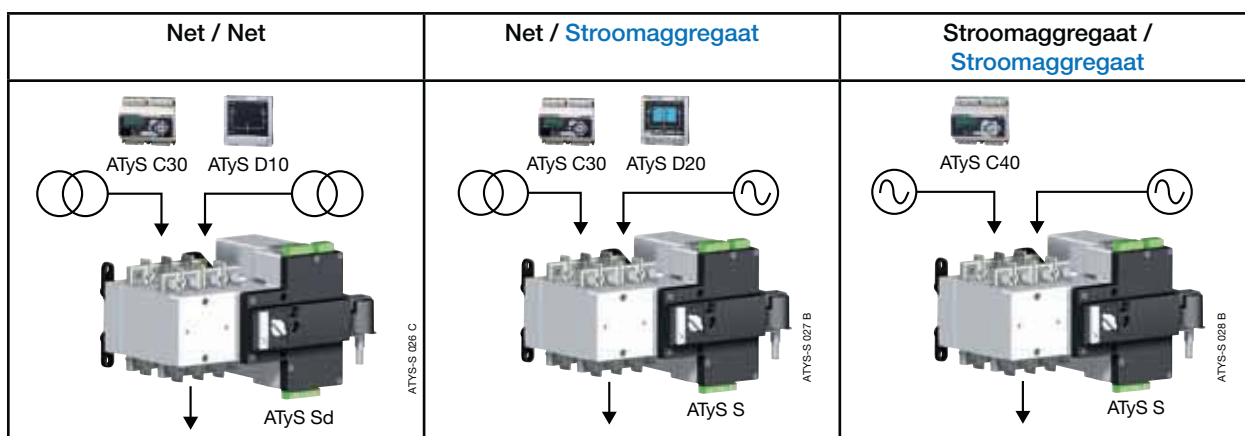 Net / Net
Net / Stroomaggregaat
Stroomaggregaat /
Stroomaggregaat
ATyS C30 ATyS D10
ATyS C30 ATyS D20
ATyS C40
ATYS-S 026 C
ATYS-S 027 B
ATYS-S 028 B
ATyS Sd
ATyS S
ATyS S